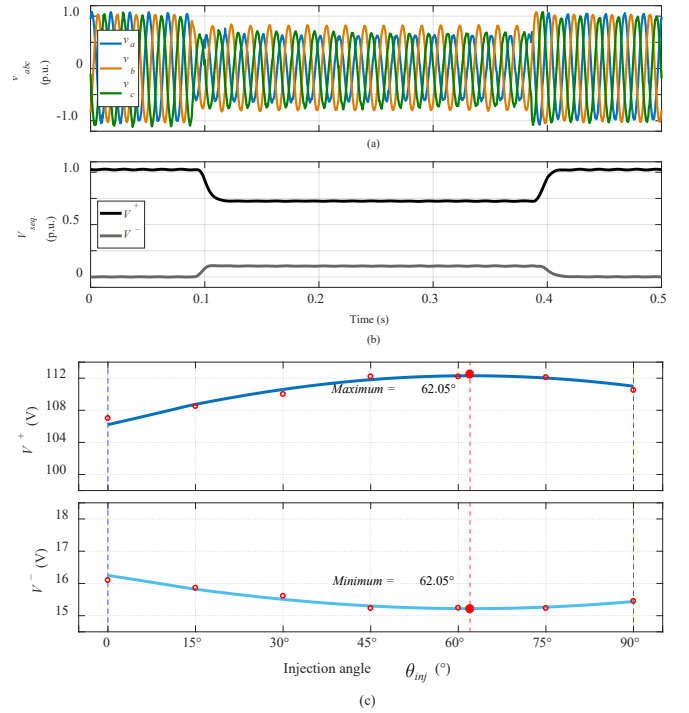 1.0
0
-1.0
v abc
(p.u.)
v a
v b
v c
(a)
1.0
0.5
0
V seq.
(p.u.)
V +
V −
0 0.1 0.2 0.3 0.4 0.5
Time (s)
(b)
112
108
104
100
V + (V)
Maximum = 62.05°
18
17
16
15
V − (V)
Minimum = 62.05°
0 15° 30° 45° 60° 75° 90°
Injection angle θinj (°)
(c)